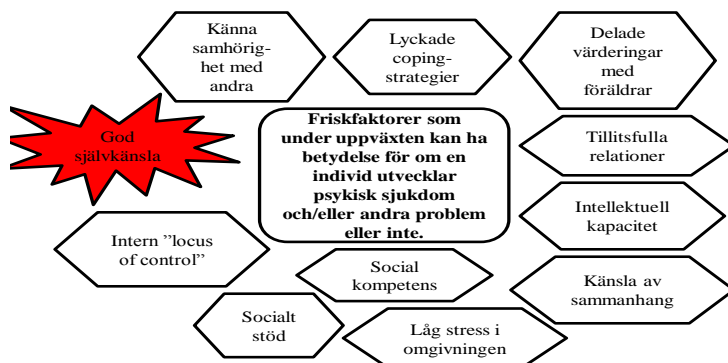 Känna
samhörig-
het med
andra
Lyckade
coping-
strategier
Delade
värderingar
med
föräldrar
God
självkänsla
Friskfaktorer som
under uppväxten kan ha
betydelse för om en
individ utvecklar
psykisk sjukdom
och/eller andra problem
eller inte.
Tillitsfulla
relationer
Intellektuell
kapacitet
Intern ”locus
of control”
Social
kompetens
Känsla av
sammanhang
Socialt
stöd
Låg stress i
omgivningen